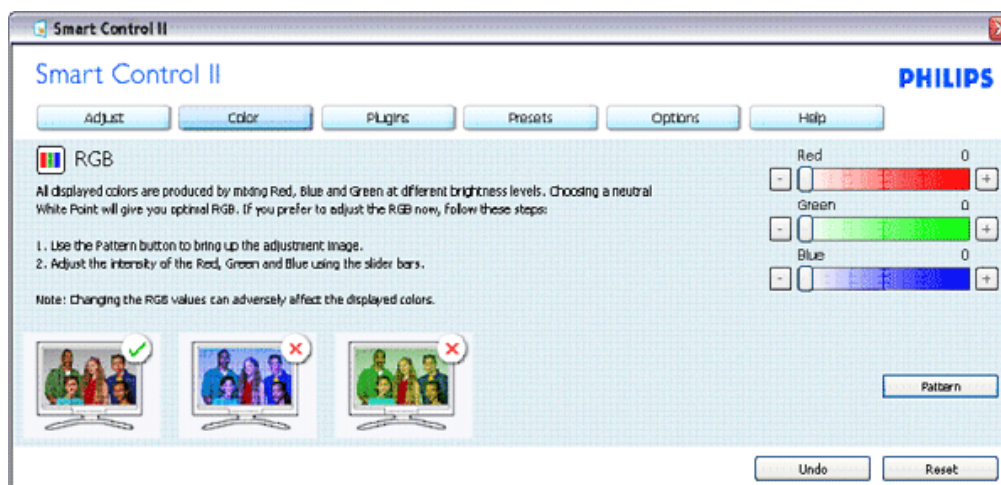 Smart Control II
Smart Control II
PHILIPS
Adjust Color Plugins Presets Options Help
RGB
All displayed colors are produced by mixing Red, Blue and Green at different brightness levels. Choosing a neutral
White Point will give you optimal RGB. If you prefer to adjust the RGB now, follow these steps:
1. Use the Pattern button to bring up the adjustment image.
2. Adjust the intensity of the Red, Green and Blue using the slider bars.
Note: Changing the RGB values can adversely affect the displayed colors.
Red 0
- +
Green 0
- +
Blue 0
- +
Pattern
Undo Reset